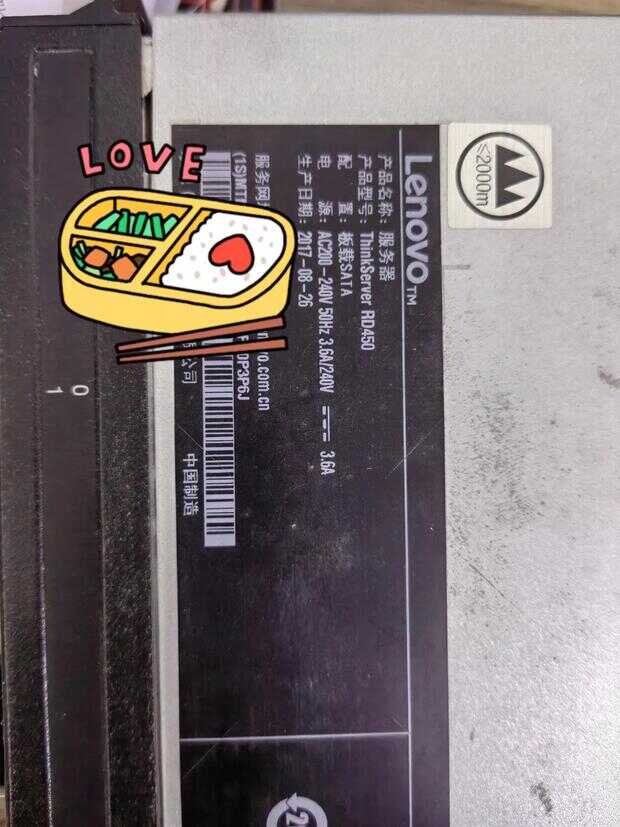 Lenovo™
产品名称：服务器
产品型号：ThinkServer RD450
配 置：板载SATA
电 源：AC200-240V 50Hz 3.6A/240V ⎓ 3.6A
生产日期：2017-08-26
服务网
vo.com.cn
(1S)MT
0P3P6J
公司
中国制造
≤2000m
LOVE
0
1